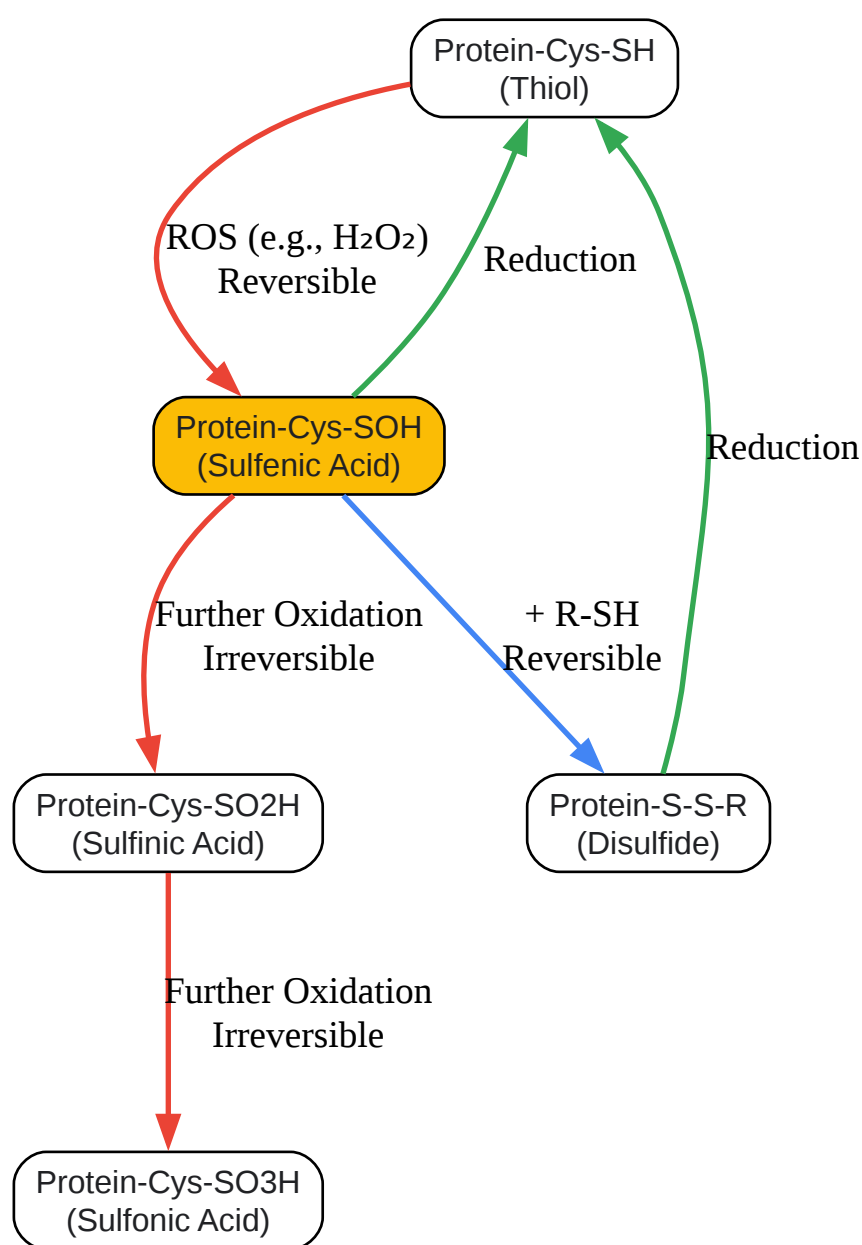 Protein-Cys-SH
(Thiol)
ROS (e.g., H₂O₂)
Reversible
Reduction
Protein-Cys-SOH
(Sulfenic Acid)
Reduction
Further Oxidation
Irreversible
+ R-SH
Reversible
Protein-Cys-SO2H
(Sulfinic Acid)
Protein-S-S-R
(Disulfide)
Further Oxidation
Irreversible
Protein-Cys-SO3H
(Sulfonic Acid)